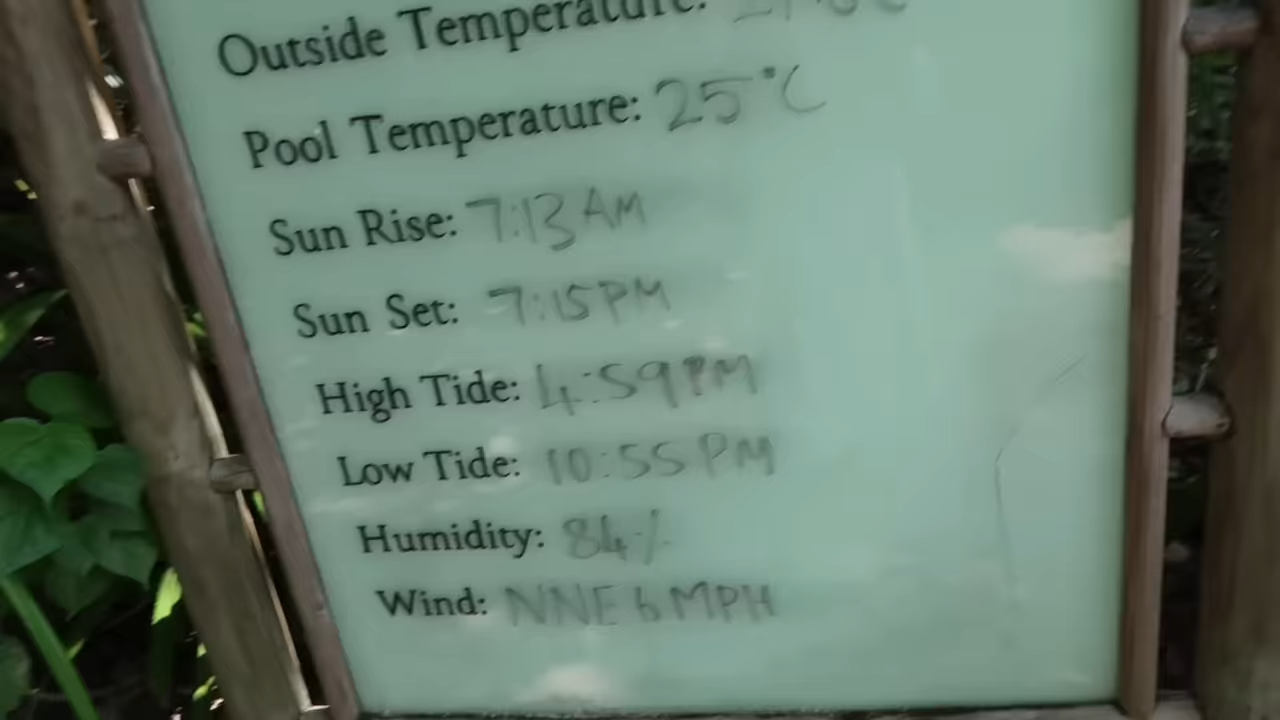 Outside Temperature:
Pool Temperature: 25°C
Sun Rise: 7:13 AM
Sun Set: 7:15 PM
High Tide: 4:59 PM
Low Tide: 10:55 PM
Humidity: 84%
Wind: NNE 6 MPH